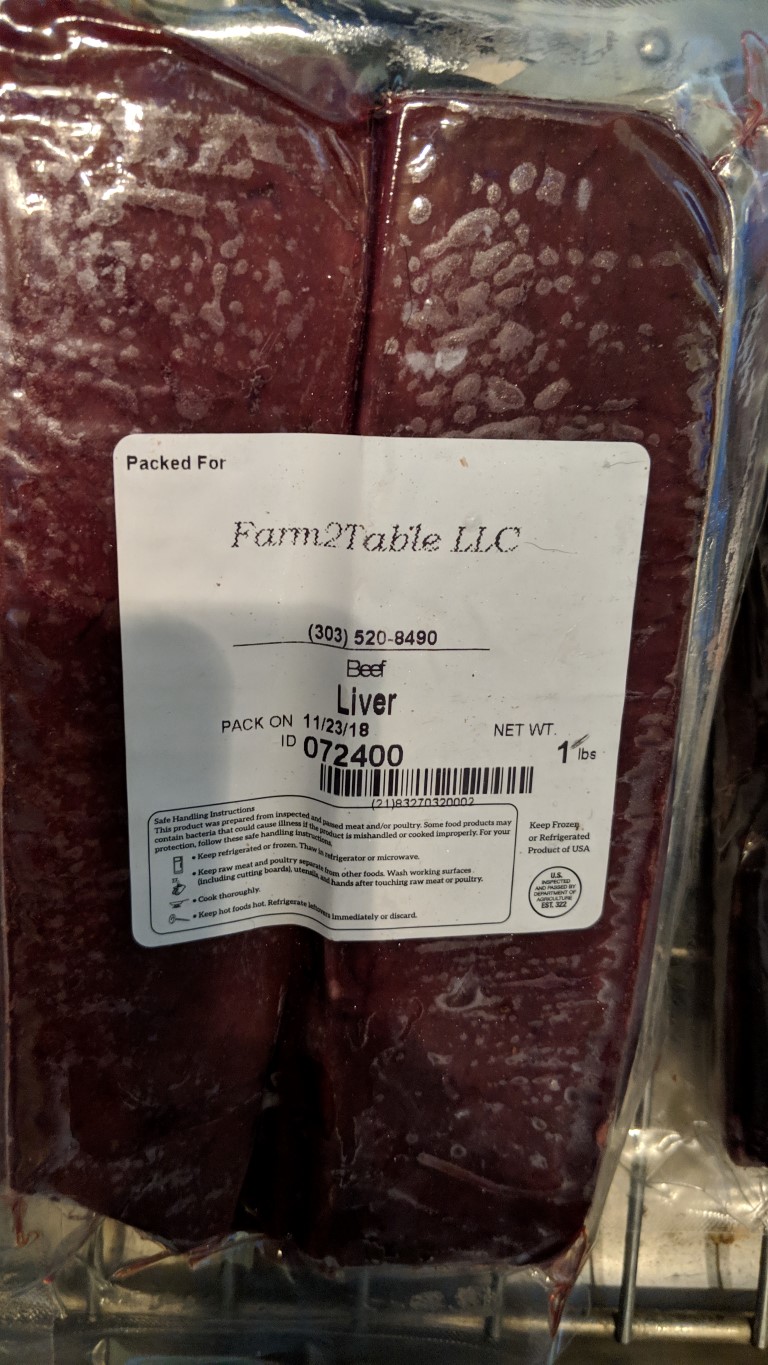 Packed For
Farm2Table LLC
(303) 520-8490
Beef
Liver
PACK ON 11/23/18
NET WT.
ID 072400
1 lbs
(21)83270320002
Safe Handling Instructions
This product was prepared from inspected and passed meat and/or poultry. Some food products may
contain bacteria that could cause illness if the product is mishandled or cooked improperly. For your
protection, follow these safe handling instructions.
• Keep refrigerated or frozen. Thaw in refrigerator or microwave.
• Keep raw meat and poultry separate from other foods. Wash working surfaces
(including cutting boards), utensils, and hands after touching raw meat or poultry.
• Cook thoroughly.
• Keep hot foods hot. Refrigerate leftovers immediately or discard.
Keep Frozen
or Refrigerated
Product of USA
U.S.
INSPECTED
AND PASSED BY
DEPARTMENT OF
AGRICULTURE
EST. 322